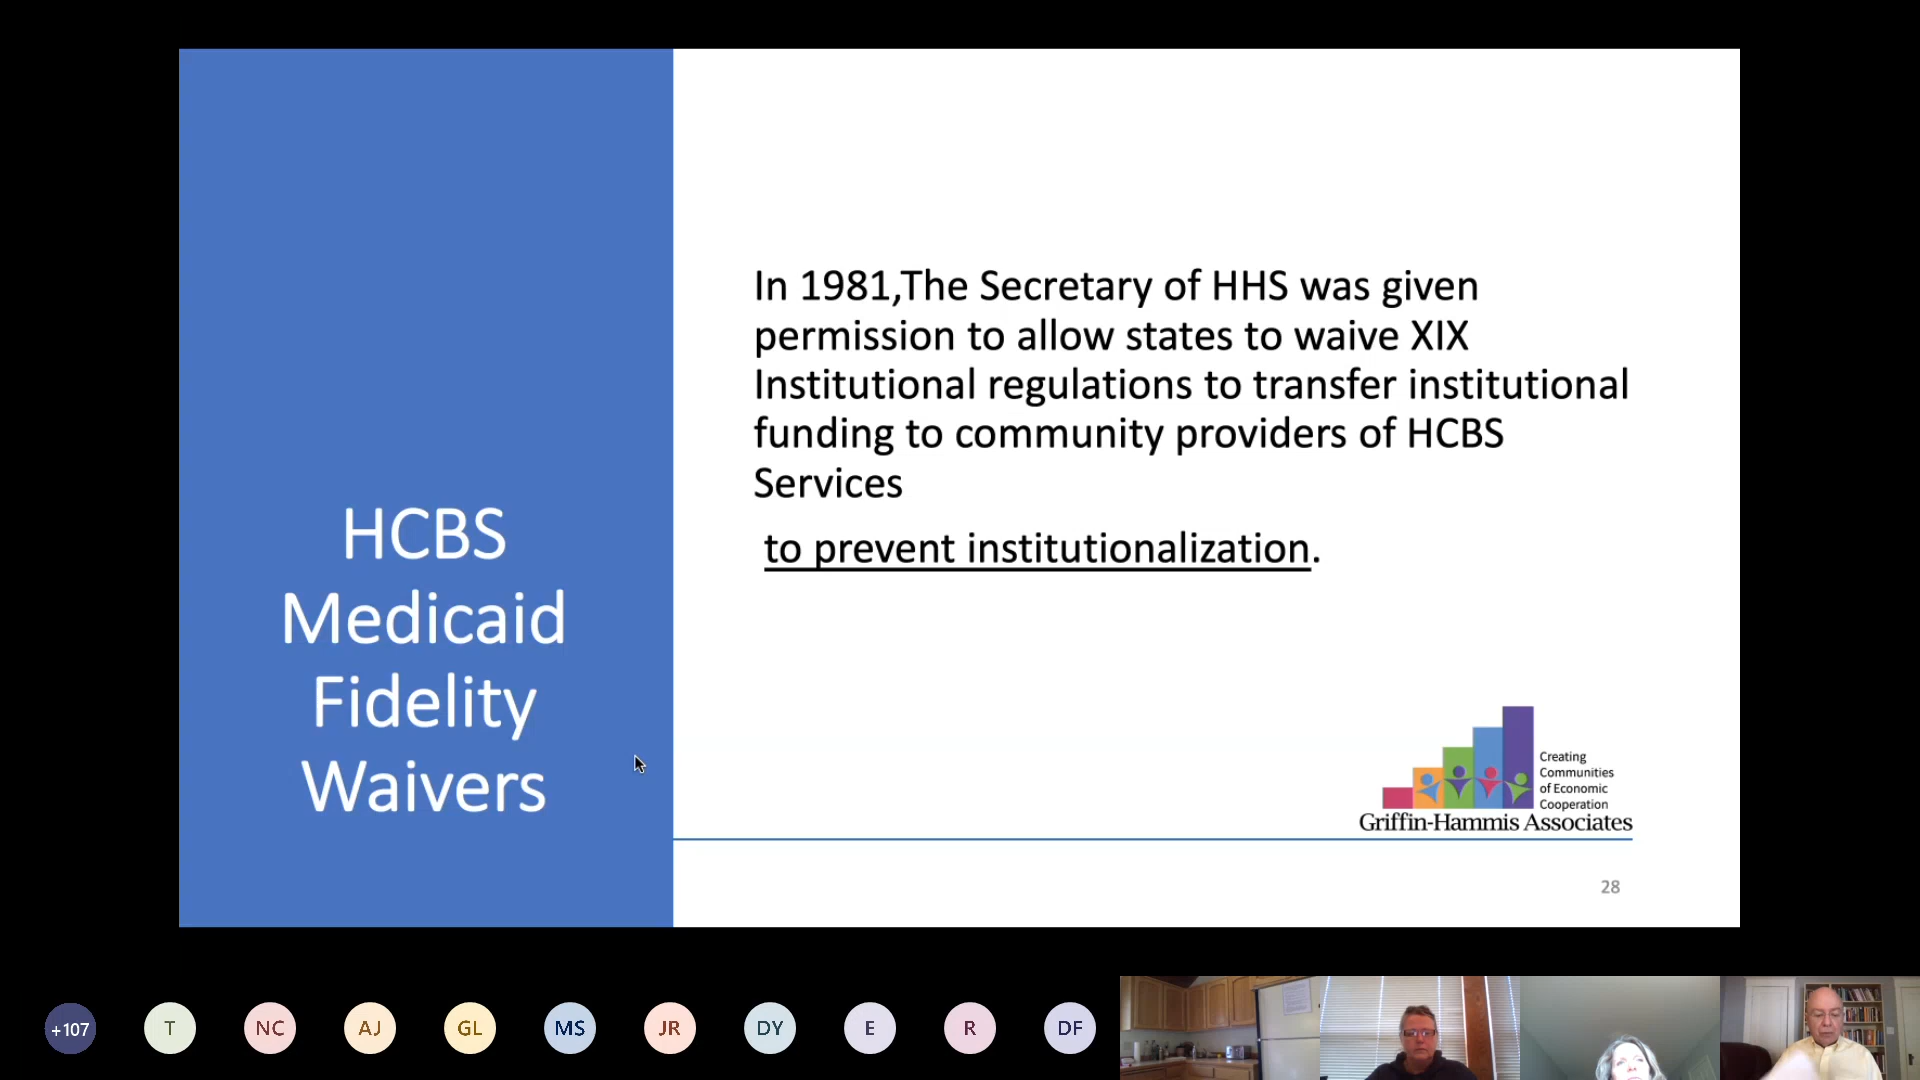 HCBS
Medicaid
Fidelity
Waivers
In 1981,The Secretary of HHS was given
permission to allow states to waive XIX
Institutional regulations to transfer institutional
funding to community providers of HCBS
Services
to prevent institutionalization.
Creating
Communities
of Economic
Cooperation
Griffin-Hammis Associates
28
+107
T
NC
AJ
GL
MS
JR
DY
E
R
DF